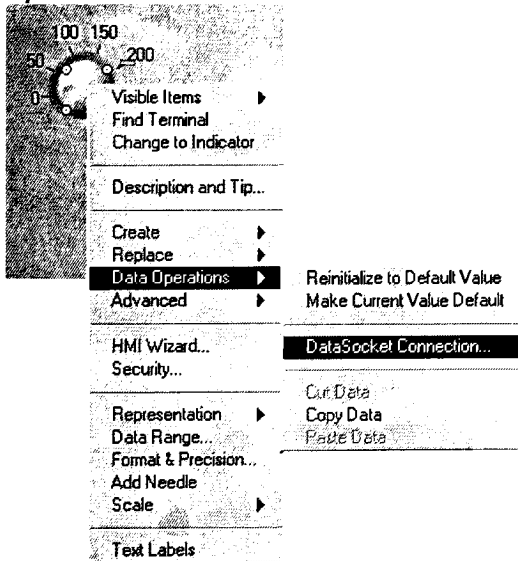 100 150
50 200
0
Visible Items
Find Terminal
Change to Indicator
Description and Tip...
Create
Replace
Data Operations
Advanced
HMI Wizard...
Security...
Representation
Data Range...
Format & Precision...
Add Needle
Scale
Text Labels
Reinitialize to Default Value
Make Current Value Default
DataSocket Connection...
Cut Data
Copy Data
Paste Data